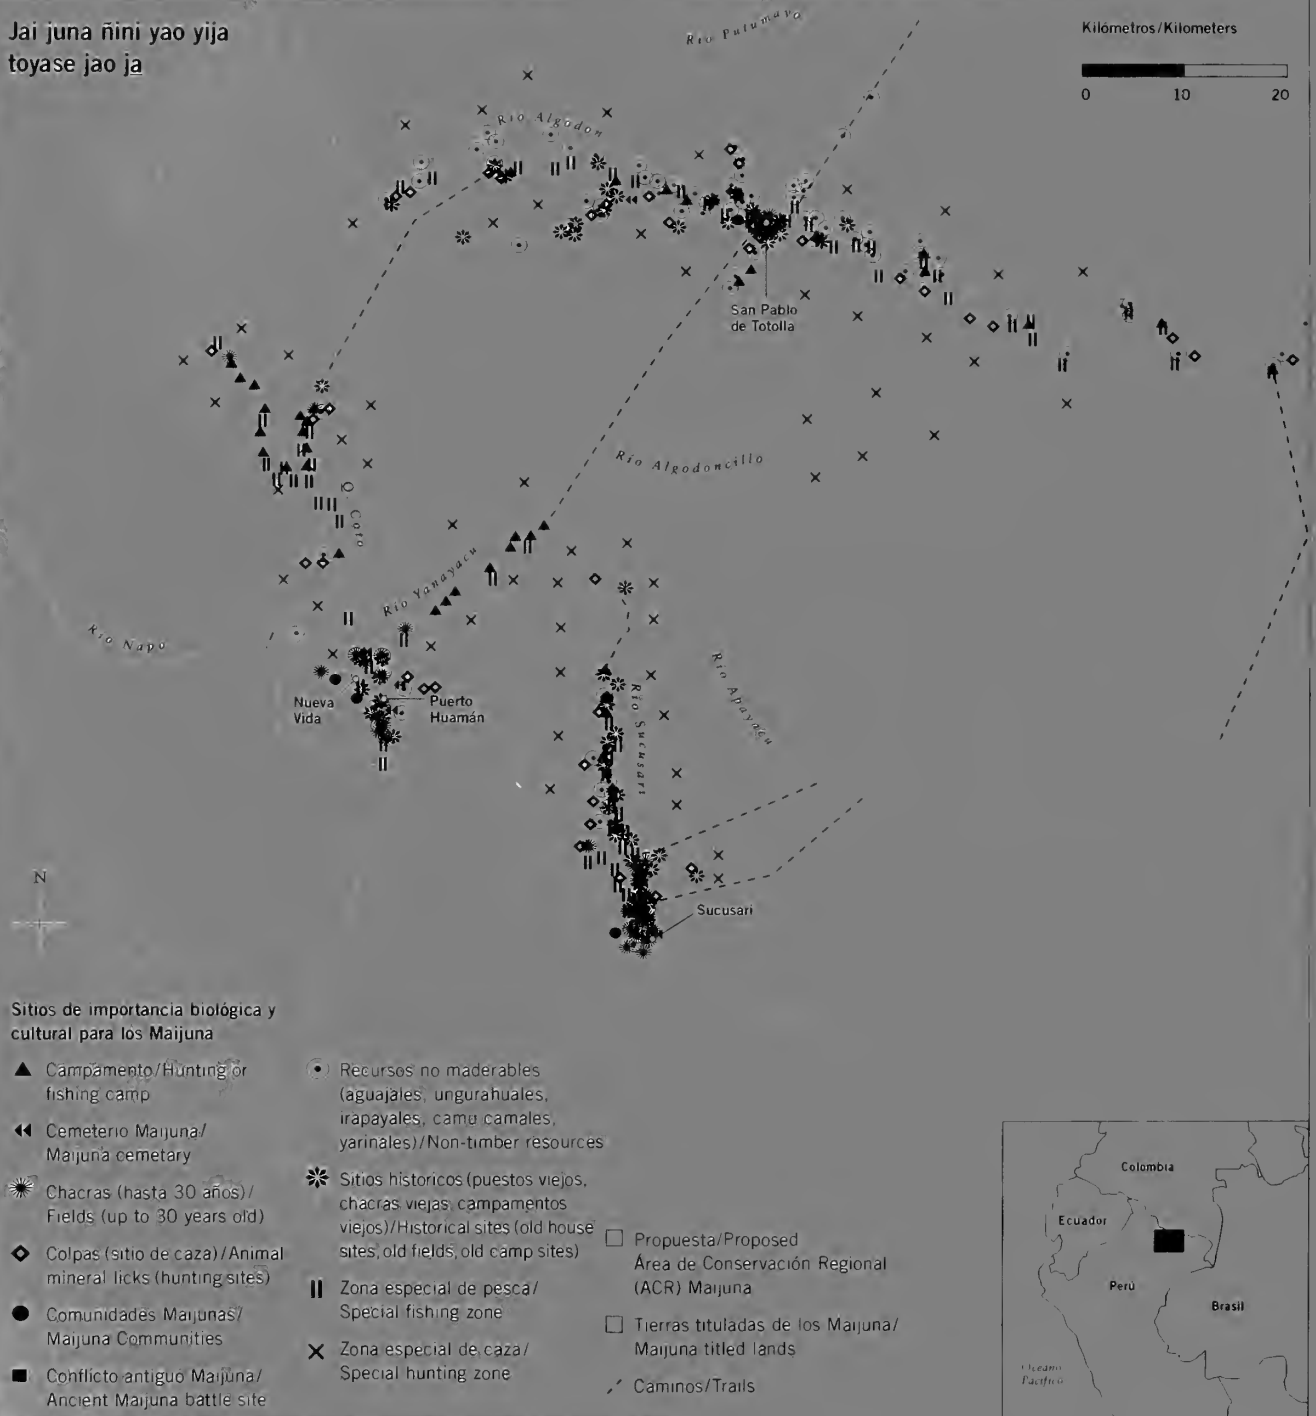 Jai juna ñini yao yija
toyase jao ja
Río Putumayo
Kilómetros/Kilometers
0 10 20
Río Algodón
San Pablo
de Totolla
Río Algodoncillo
Q. Coto
Río Yanayacu
Río Napo
Nueva
Vida
Puerto
Huamán
Río Sucusari
Río Apayacu
Sucusari
N
Sitios de importancia biológica y
cultural para los Maijuna
Campamento/Hunting or
fishing camp
Cementerio Maijuna/
Maijuna cemetary
Chacras (hasta 30 años)/
Fields (up to 30 years old)
Colpas (sitio de caza)/Animal
mineral licks (hunting sites)
Comunidades Maijunas/
Maijuna Communities
Conflicto antiguo Maijuna/
Ancient Maijuna battle site
Recursos no maderables
(aguajales, ungurahuales,
irapayales, camu camales,
yarinales)/Non-timber resources
Sitios históricos (puestos viejos,
chacras viejas, campamentos
viejos)/Historical sites (old house
sites, old fields, old camp sites)
Zona especial de pesca/
Special fishing zone
Zona especial de caza/
Special hunting zone
Propuesta/Proposed
Área de Conservación Regional
(ACR) Maijuna
Tierras tituladas de los Maijuna/
Maijuna titled lands
Caminos/Trails
Colombia
Ecuador
Perú
Brasil
Océano
Pacífico